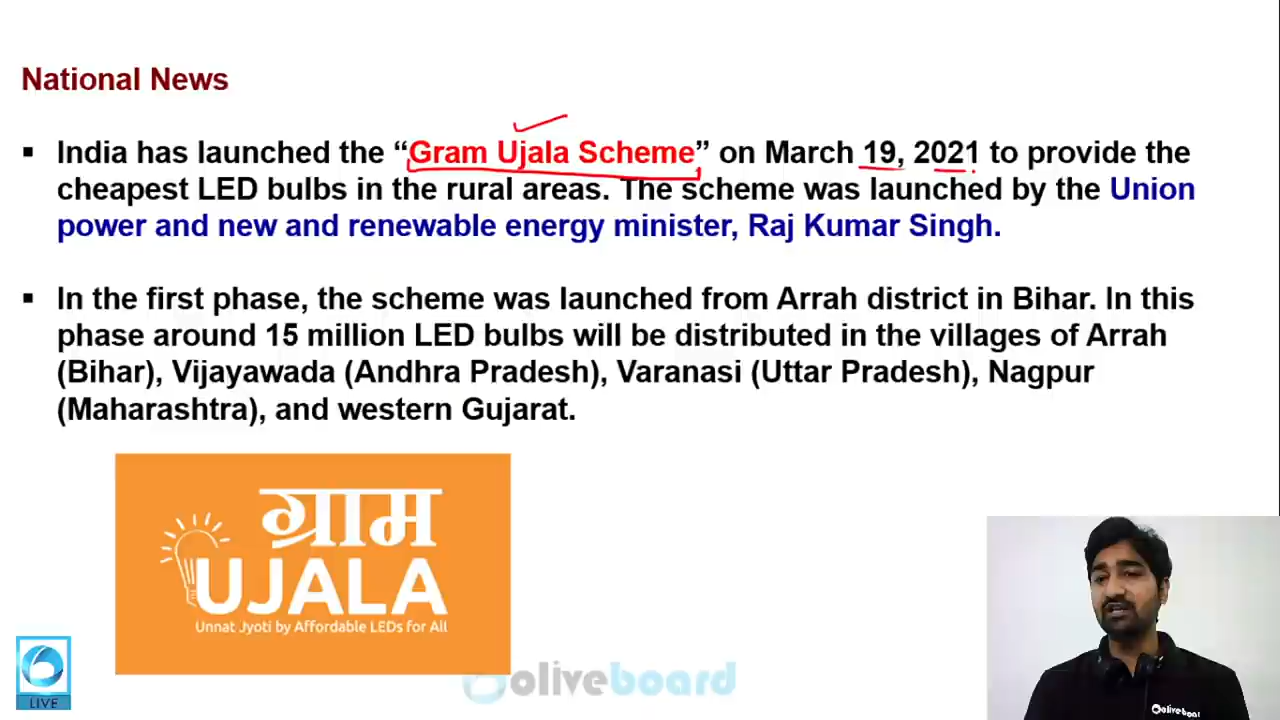 National News
▪ India has launched the “Gram Ujala Scheme” on March 19, 2021 to provide the
cheapest LED bulbs in the rural areas. The scheme was launched by the Union
power and new and renewable energy minister, Raj Kumar Singh.
▪ In the first phase, the scheme was launched from Arrah district in Bihar. In this
phase around 15 million LED bulbs will be distributed in the villages of Arrah
(Bihar), Vijayawada (Andhra Pradesh), Varanasi (Uttar Pradesh), Nagpur
(Maharashtra), and western Gujarat.
ग्राम
UJALA
Unnat Jyoti by Affordable LEDs for All
LIVE
oliveboard
oliveboard